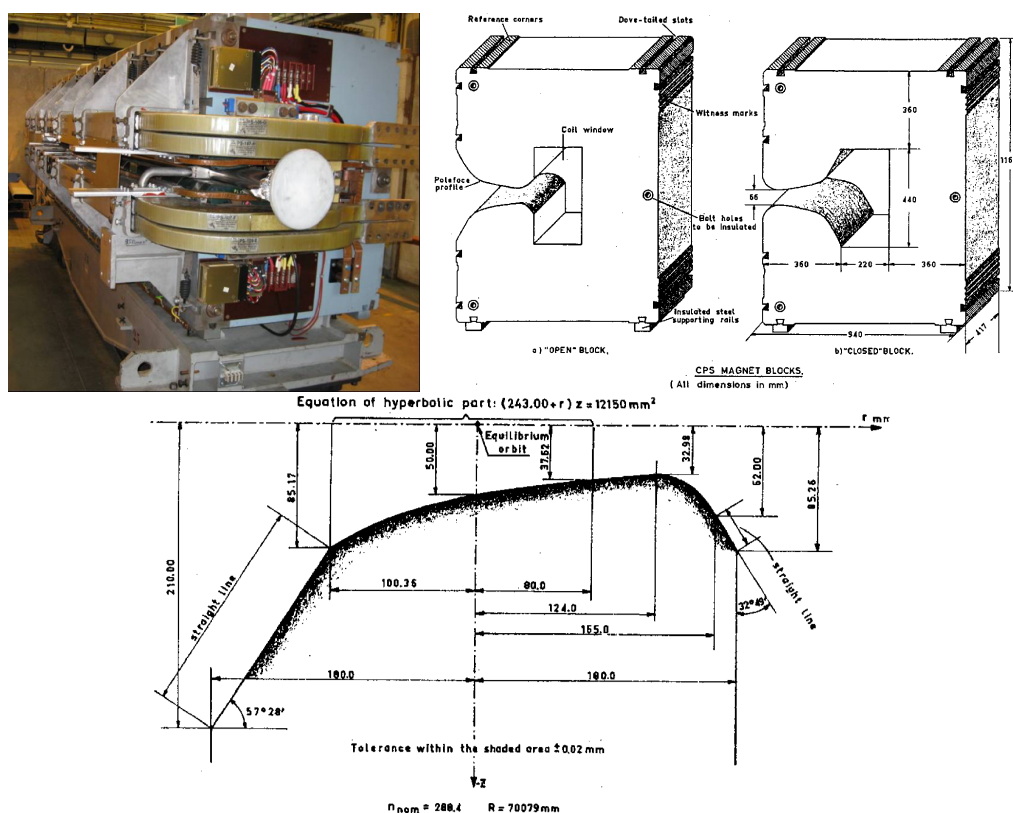 Reference corners
Dove-tailed slots
Witness marks
Coil window
Poleface
profile
Bolt holes
to be insulated
Insulated steel
supporting rails
a) "OPEN" BLOCK,
360
116
66
440
360
220
360
940
417
b) "CLOSED" BLOCK.
CPS MAGNET BLOCKS,
(All dimensions in mm)
Equation of hyperbolic part: (243.00+r) z = 12150 mm²
r mm
Equilibrium
orbit
85.17
50.00
37.62
32.98
62.00
85.26
210.00
straight line
straight line
100.36
80.0
124.0
165.0
32°49'
180.0
180.0
57°28'
Tolerance within the shaded area ±0.02 mm
-Z
n nom = 288.4 R = 70079mm